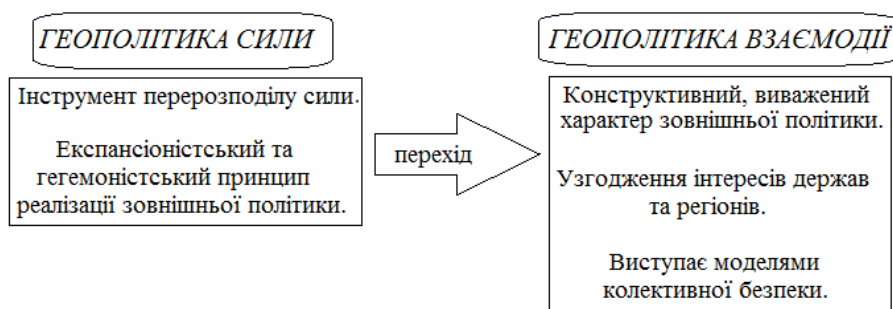 ГЕОПОЛІТИКА СИЛИ
Інструмент перерозподілу сили.
Експансіоністський та
гегемоністський принцип
реалізації зовнішньої політики.
перехід
ГЕОПОЛІТИКА ВЗАЄМОДІЇ
Конструктивний, виважений
характер зовнішньої політики.
Узгодження інтересів держав
та регіонів.
Виступає моделями
колективної безпеки.